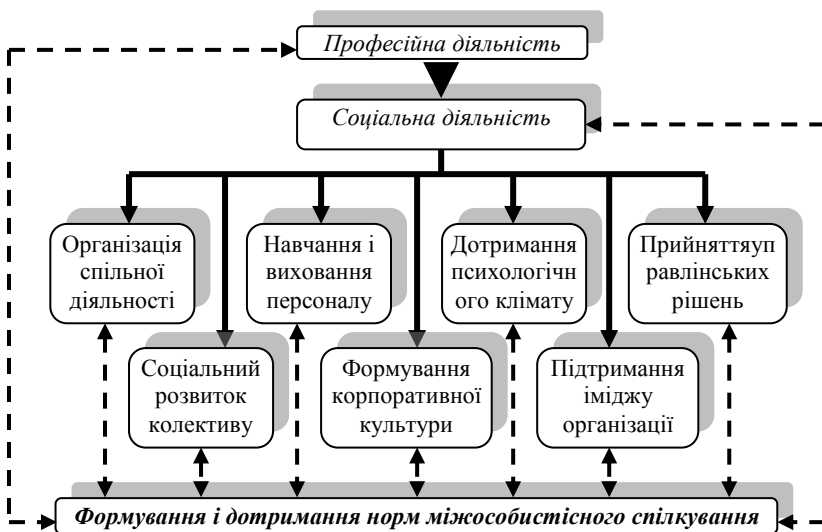 Професійна діяльність
Соціальна діяльність
Організація
спільної
діяльності
Навчання і
виховання
персоналу
Дотримання
психологічн
ого клімату
Прийняттяуп
равлінських
рішень
Соціальний
розвиток
колективу
Формування
корпоративної
культури
Підтримання
іміджу
організації
Формування і дотримання норм міжособистісного спілкування